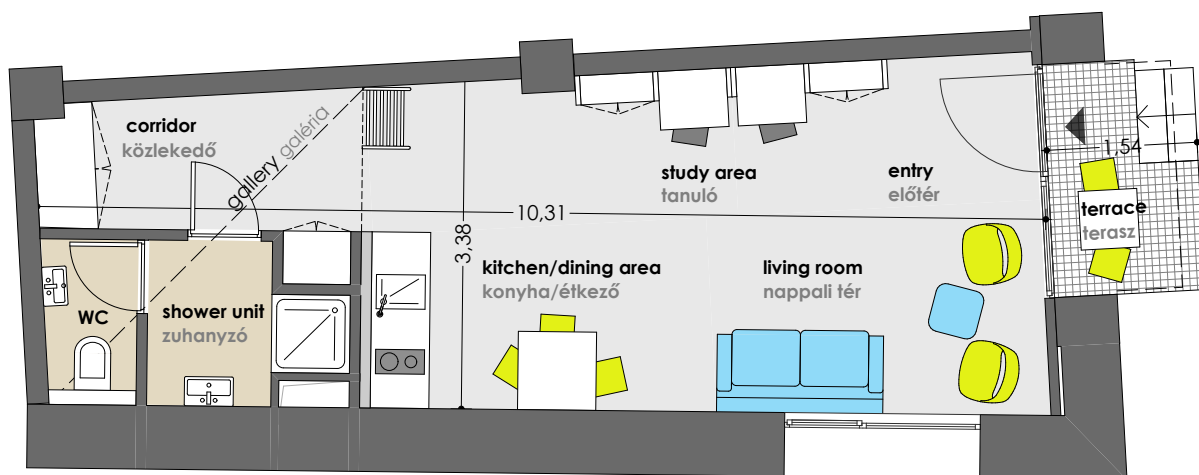 corridor
közlekedő
gallery galéria
study area
tanuló
entry
előtér
1,54
10,31
3,38
terrace
terasz
kitchen/dining area
konyha/étkező
living room
nappali tér
WC
shower unit
zuhanyzó